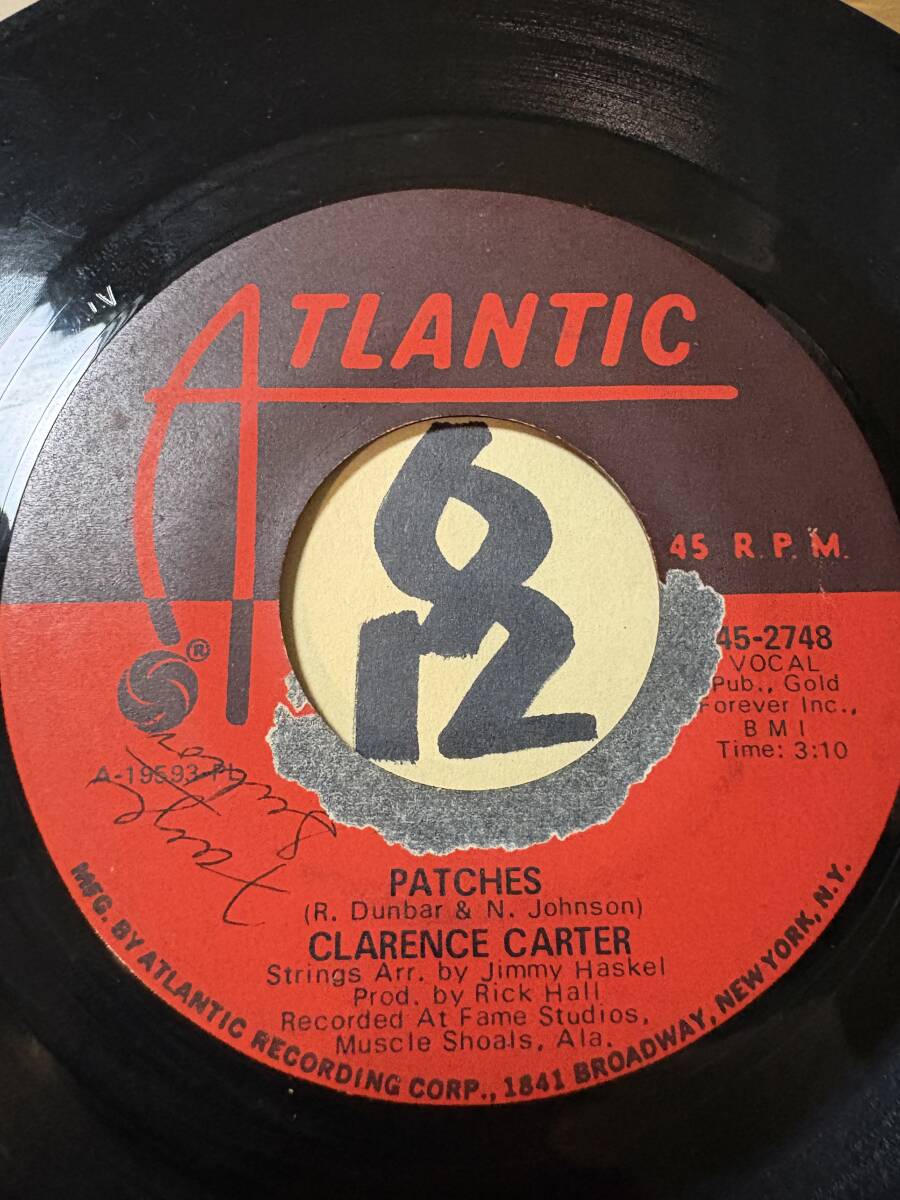 ATLANTIC
6
12
45 R.P.M.
®
45-2748
VOCAL
Pub., Gold
Forever Inc.,
BMI
Time: 3:10
A-19593-PL
PATCHES
(R. Dunbar & N. Johnson)
CLARENCE CARTER
Strings Arr. by Jimmy Haskel
Prod. by Rick Hall
Recorded At Fame Studios,
Muscle Shoals, Ala.
MFG. BY ATLANTIC RECORDING CORP., 1841 BROADWAY, NEW YORK, N.Y.